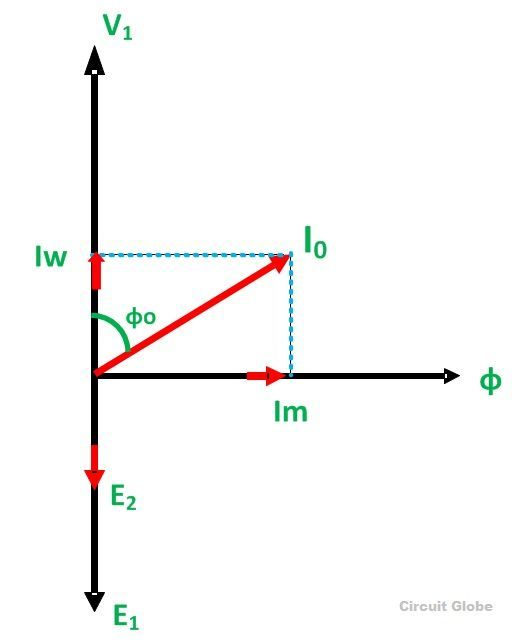 V₁
I₀
Iw
ϕo
ϕ
Im
E₂
Circuit Globe
E₁